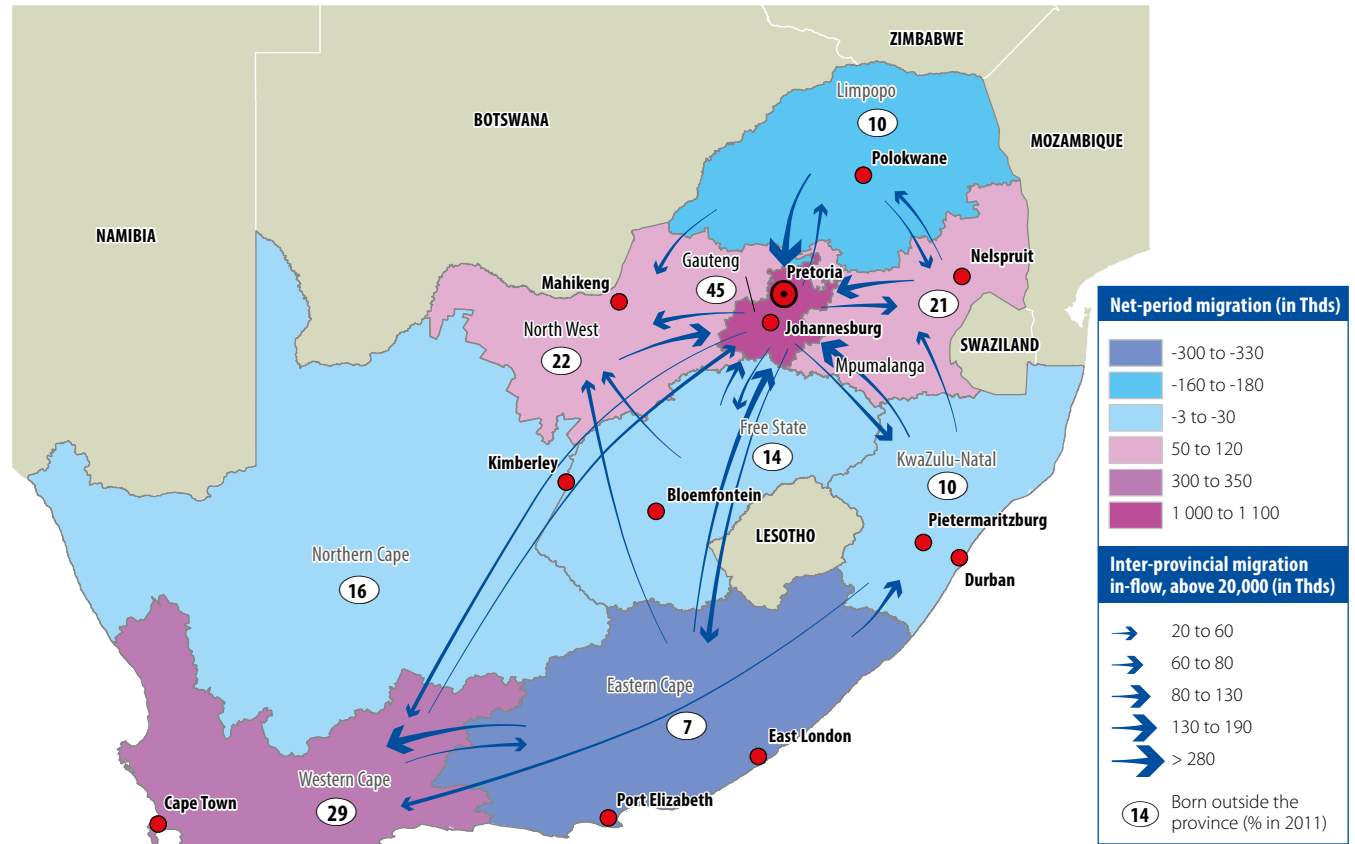 ZIMBABWE
Limpopo
10
BOTSWANA
MOZAMBIQUE
Polokwane
NAMIBIA
Gauteng
45
Pretoria
Nelspruit
Mahikeng
21
North West
22
Johannesburg
SWAZILAND
Mpumalanga
Free State
14
Kimberley
KwaZulu-Natal
10
Bloemfontein
Pietermaritzburg
LESOTHO
Durban
Northern Cape
16
Eastern Cape
7
East London
Western Cape
29
Cape Town
Port Elizabeth
Net-period migration (in Thds)
-300 to -330
-160 to -180
-3 to -30
50 to 120
300 to 350
1 000 to 1 100
Inter-provincial migration
in-flow, above 20,000 (in Thds)
20 to 60
60 to 80
80 to 130
130 to 190
> 280
14
Born outside the
province (% in 2011)